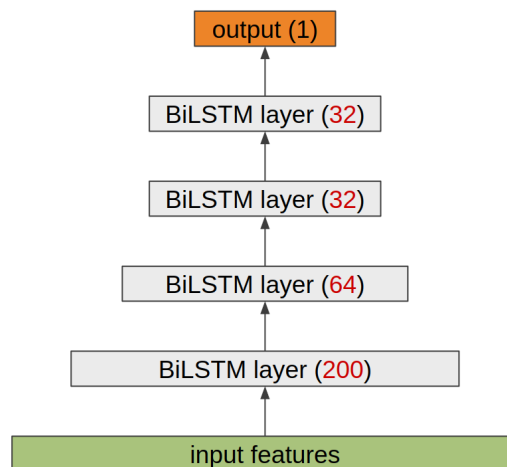 output (1)
BiLSTM layer (32)
BiLSTM layer (32)
BiLSTM layer (64)
BiLSTM layer (200)
input features